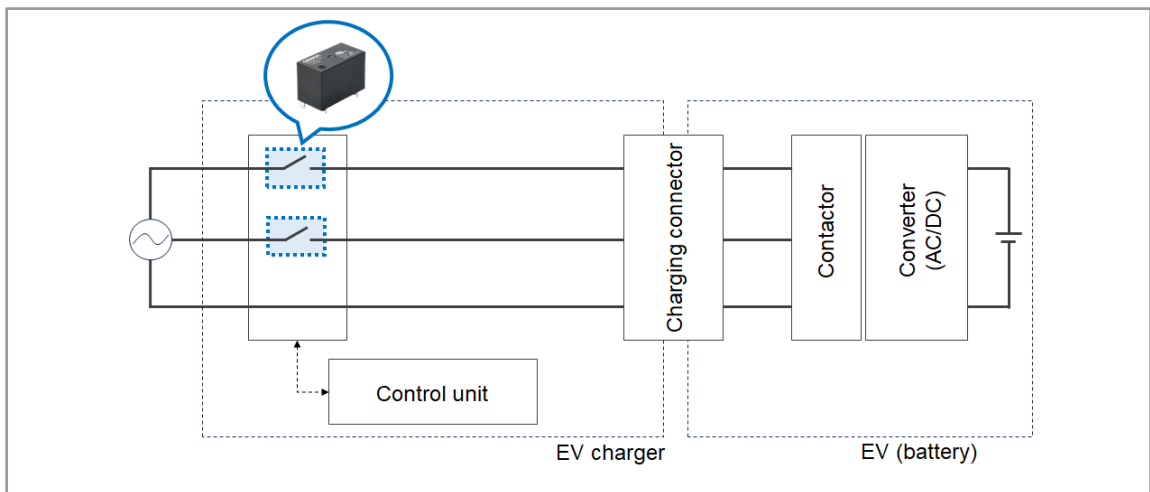 Charging connector
Contactor
Converter
(AC/DC)
Control unit
EV charger
EV (battery)